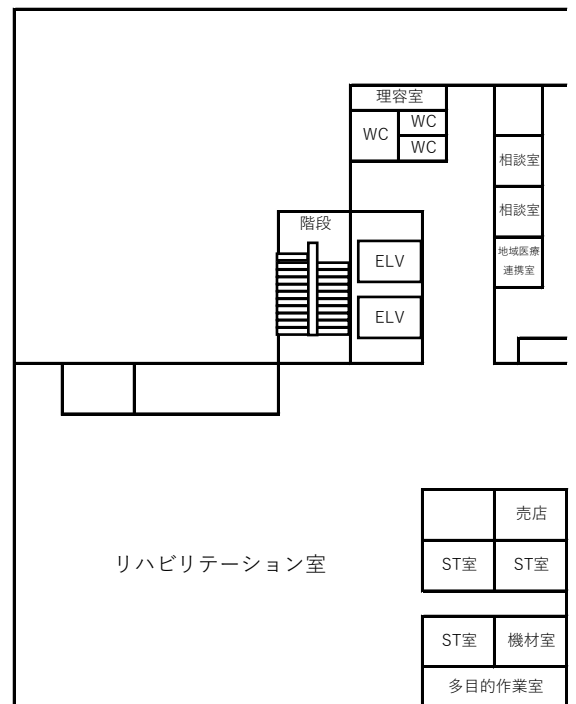 理容室
WC
WC
WC
相談室
相談室
地域医療
連携室
階段
ELV
ELV
売店
リハビリテーション室
ST室
ST室
ST室
機材室
多目的作業室